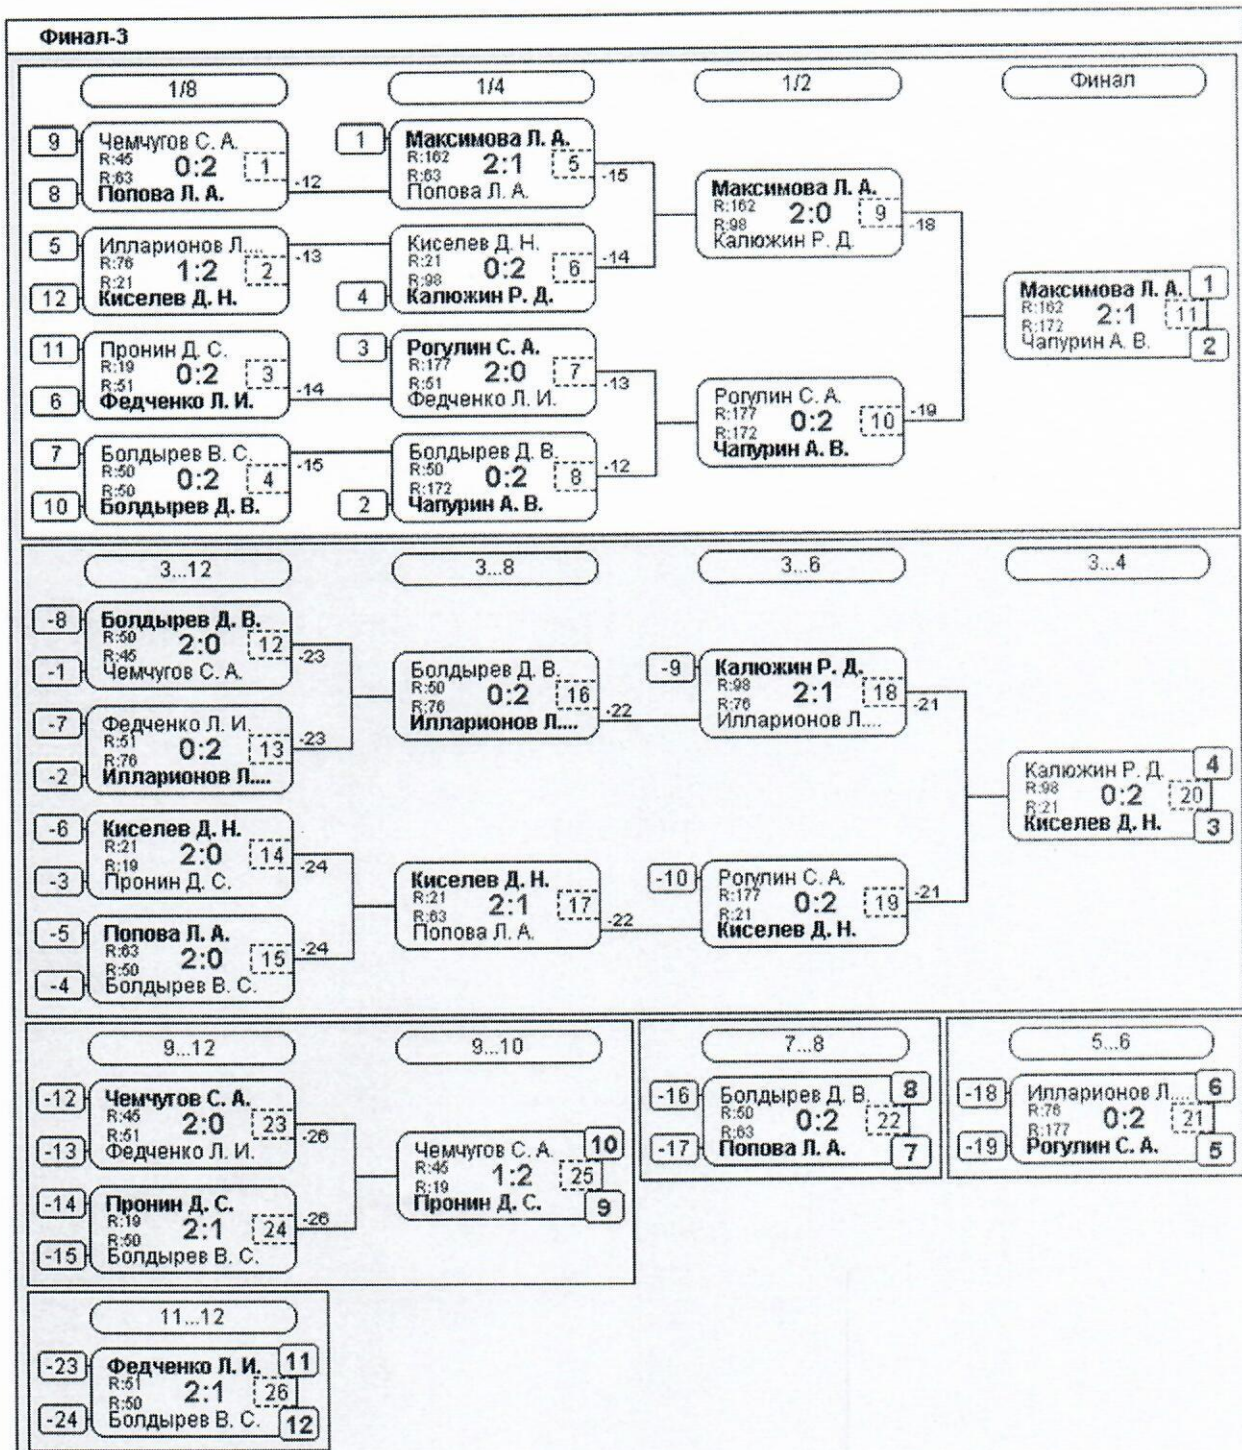 Финал-3
1/8
1/4
1/2
Финал
9
Чемчугов С. А.
R:45
R:63
0:2
1
8
Попова Л. А.
-12
5
Илларионов Л....
R:76
R:21
1:2
2
12
Киселев Д. Н.
-13
11
Пронин Д. С.
R:19
R:51
0:2
3
6
Федченко Л. И.
-14
7
Болдырев В. С.
R:50
R:50
0:2
4
10
Болдырев Д. В.
-15
1
Максимова Л. А.
R:162
R:63
2:1
5
Попова Л. А.
-15
Киселев Д. Н.
R:21
R:98
0:2
6
4
Калюжин Р. Д.
-14
3
Рогулин С. А.
R:177
R:51
2:0
7
Федченко Л. И.
-13
Болдырев Д. В.
R:50
R:172
0:2
8
2
Чапурин А. В.
-12
Максимова Л. А.
R:162
R:98
2:0
9
Калюжин Р. Д.
-18
Рогулин С. А.
R:177
R:172
0:2
10
Чапурин А. В.
-19
Максимова Л. А.
1
R:162
R:172
2:1
11
Чапурин А. В.
2
3...12
3...8
3...6
3...4
-8
Болдырев Д. В.
R:50
R:45
2:0
12
-1
Чемчугов С. А.
-23
-7
Федченко Л. И.
R:51
R:76
0:2
13
-2
Илларионов Л....
-23
-6
Киселев Д. Н.
R:21
R:19
2:0
14
-3
Пронин Д. С.
-24
-5
Попова Л. А.
R:63
R:50
2:0
15
-4
Болдырев В. С.
-24
Болдырев Д. В.
R:50
R:76
0:2
16
Илларионов Л....
-22
Киселев Д. Н.
R:21
R:63
2:1
17
Попова Л. А.
-22
-9
Калюжин Р. Д.
R:98
R:76
2:1
18
Илларионов Л....
-21
-10
Рогулин С. А.
R:177
R:21
0:2
19
Киселев Д. Н.
-21
Калюжин Р. Д.
4
R:98
R:21
0:2
20
Киселев Д. Н.
3
9...12
9...10
7...8
5...6
-12
Чемчугов С. А.
R:45
R:51
2:0
23
-13
Федченко Л. И.
-26
-14
Пронин Д. С.
R:19
R:50
2:1
24
-15
Болдырев В. С.
-26
Чемчугов С. А.
10
R:45
R:19
1:2
25
Пронин Д. С.
9
-16
Болдырев Д. В.
8
R:50
R:63
0:2
22
-17
Попова Л. А.
7
-18
Илларионов Л....
6
R:76
R:177
0:2
21
-19
Рогулин С. А.
5
11...12
-23
Федченко Л. И.
11
R:51
R:50
2:1
26
-24
Болдырев В. С.
12